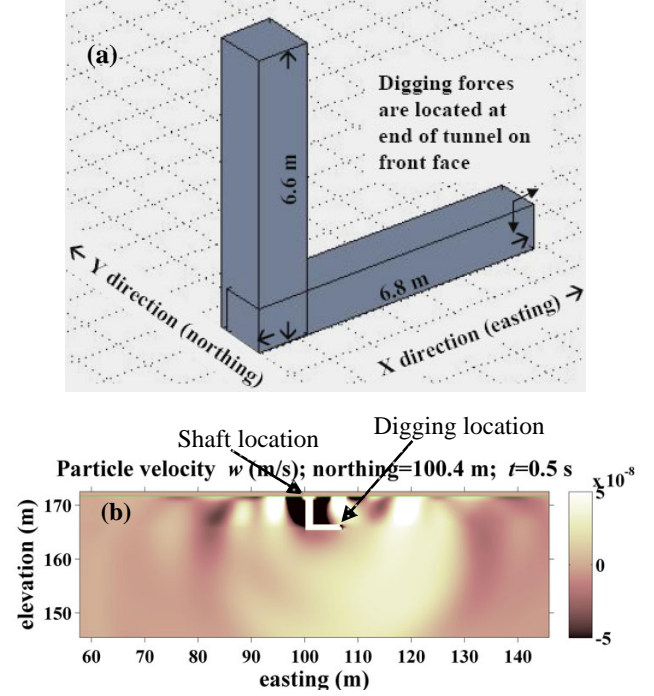 (a)
Digging forces
are located at
end of tunnel on
front face
6.6 m
6.8 m
← Y direction (northing)
X direction (easting) →
Shaft location
Digging location
Particle velocity w (m/s); northing=100.4 m; t=0.5 s
x 10⁻⁸
(b)
elevation (m)
170
160
150
5
0
-5
60 70 80 90 100 110 120 130 140
easting (m)